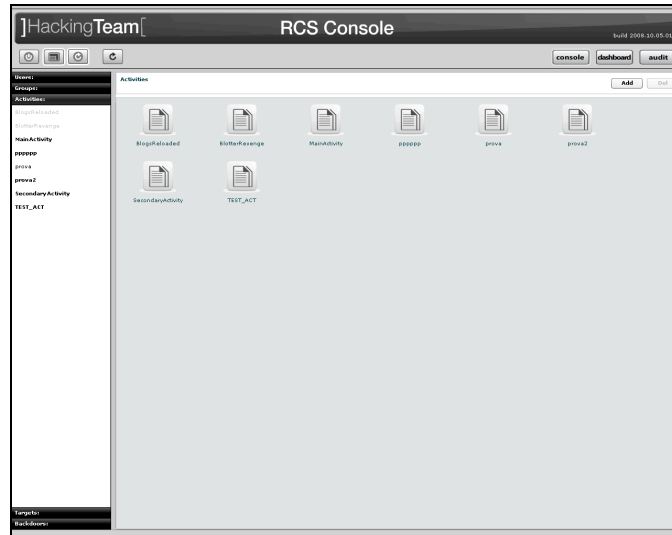 ]HackingTeam[
RCS Console
build 2008.10.05.01
console
dashboard
audit
Users:
Groups:
Activities:
BlogsReloaded
BlotterRevenge
MainActivity
pppppp
prova
prova2
SecondaryActivity
TEST_ACT
Targets:
Backdoors:
Activities
Add
Del
BlogsReloaded
BlotterRevenge
MainActivity
pppppp
prova
prova2
SecondaryActivity
TEST_ACT